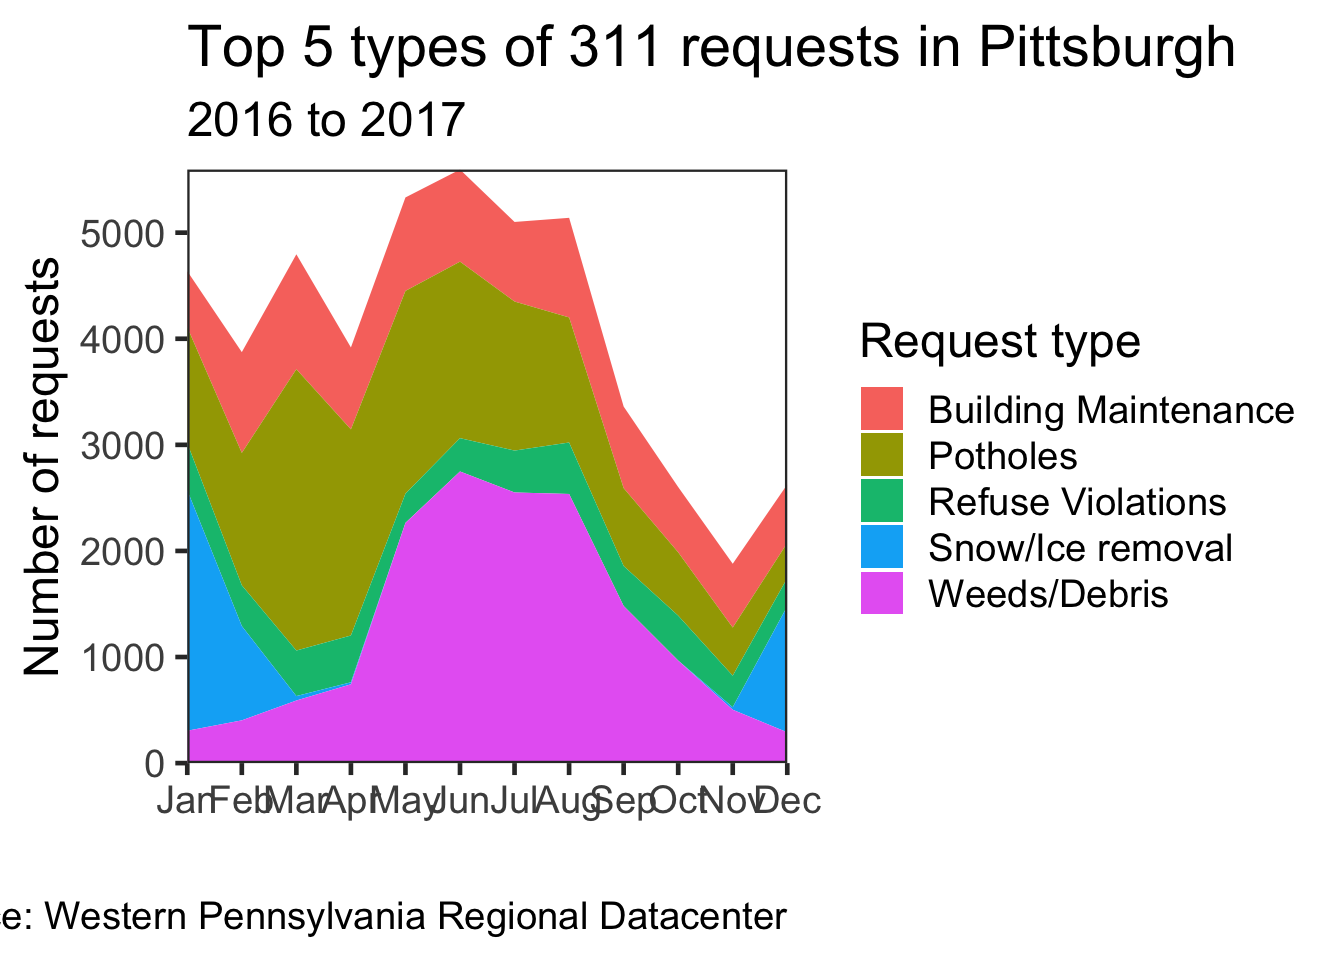 Top 5 types of 311 requests in Pittsburgh
2016 to 2017
Number of requests
5000
4000
3000
2000
1000
0
Jan Feb Mar Apr May Jun Jul Aug Sep Oct Nov Dec
Request type
Building Maintenance
Potholes
Refuse Violations
Snow/Ice removal
Weeds/Debris
e: Western Pennsylvania Regional Datacenter